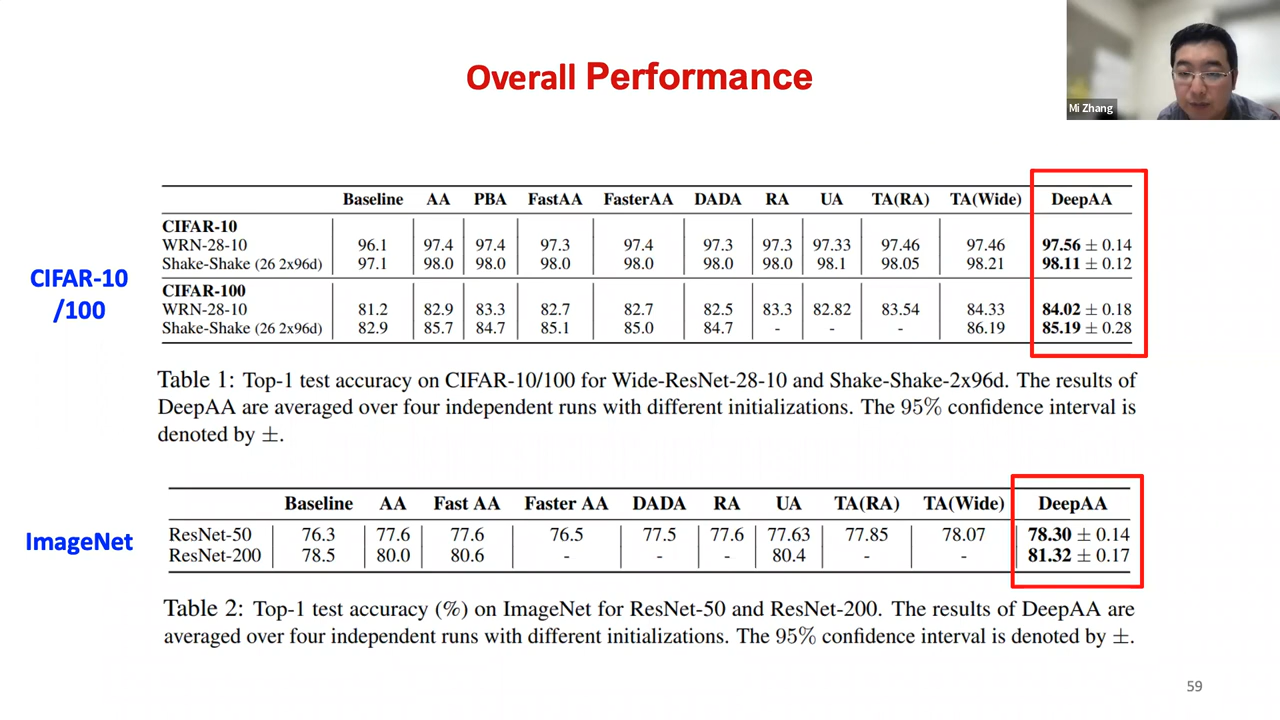 Overall Performance
Mi Zhang
Baseline AA PBA FastAA FasterAA DADA RA UA TA(RA) TA(Wide) DeepAA
CIFAR-10
WRN-28-10 96.1 97.4 97.4 97.3 97.4 97.3 97.3 97.33 97.46 97.46 97.56 ± 0.14
Shake-Shake (26 2x96d) 97.1 98.0 98.0 98.0 98.0 98.0 98.0 98.1 98.05 98.21 98.11 ± 0.12
CIFAR-10
/100
CIFAR-100
WRN-28-10 81.2 82.9 83.3 82.7 82.7 82.5 83.3 82.82 83.54 84.33 84.02 ± 0.18
Shake-Shake (26 2x96d) 82.9 85.7 84.7 85.1 85.0 84.7 - - - 86.19 85.19 ± 0.28
Table 1: Top-1 test accuracy on CIFAR-10/100 for Wide-ResNet-28-10 and Shake-Shake-2x96d. The results of
DeepAA are averaged over four independent runs with different initializations. The 95% confidence interval is
denoted by ±.
Baseline AA Fast AA Faster AA DADA RA UA TA(RA) TA(Wide) DeepAA
ImageNet
ResNet-50 76.3 77.6 77.6 76.5 77.5 77.6 77.63 77.85 78.07 78.30 ± 0.14
ResNet-200 78.5 80.0 80.6 - - - 80.4 - - 81.32 ± 0.17
Table 2: Top-1 test accuracy (%) on ImageNet for ResNet-50 and ResNet-200. The results of DeepAA are
averaged over four independent runs with different initializations. The 95% confidence interval is denoted by ±.
59